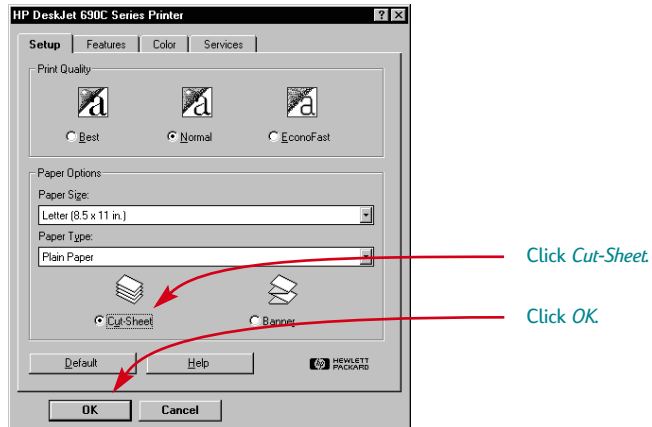 HP DeskJet 690C Series Printer
Setup Features Color Services
Print Quality
Best Normal EconoFast
Paper Options
Paper Size:
Letter (8.5 x 11 in.)
Paper Type:
Plain Paper
Cut-Sheet Banner
Default Help hp HEWLETT
PACKARD
OK Cancel
Click Cut-Sheet.
Click OK.